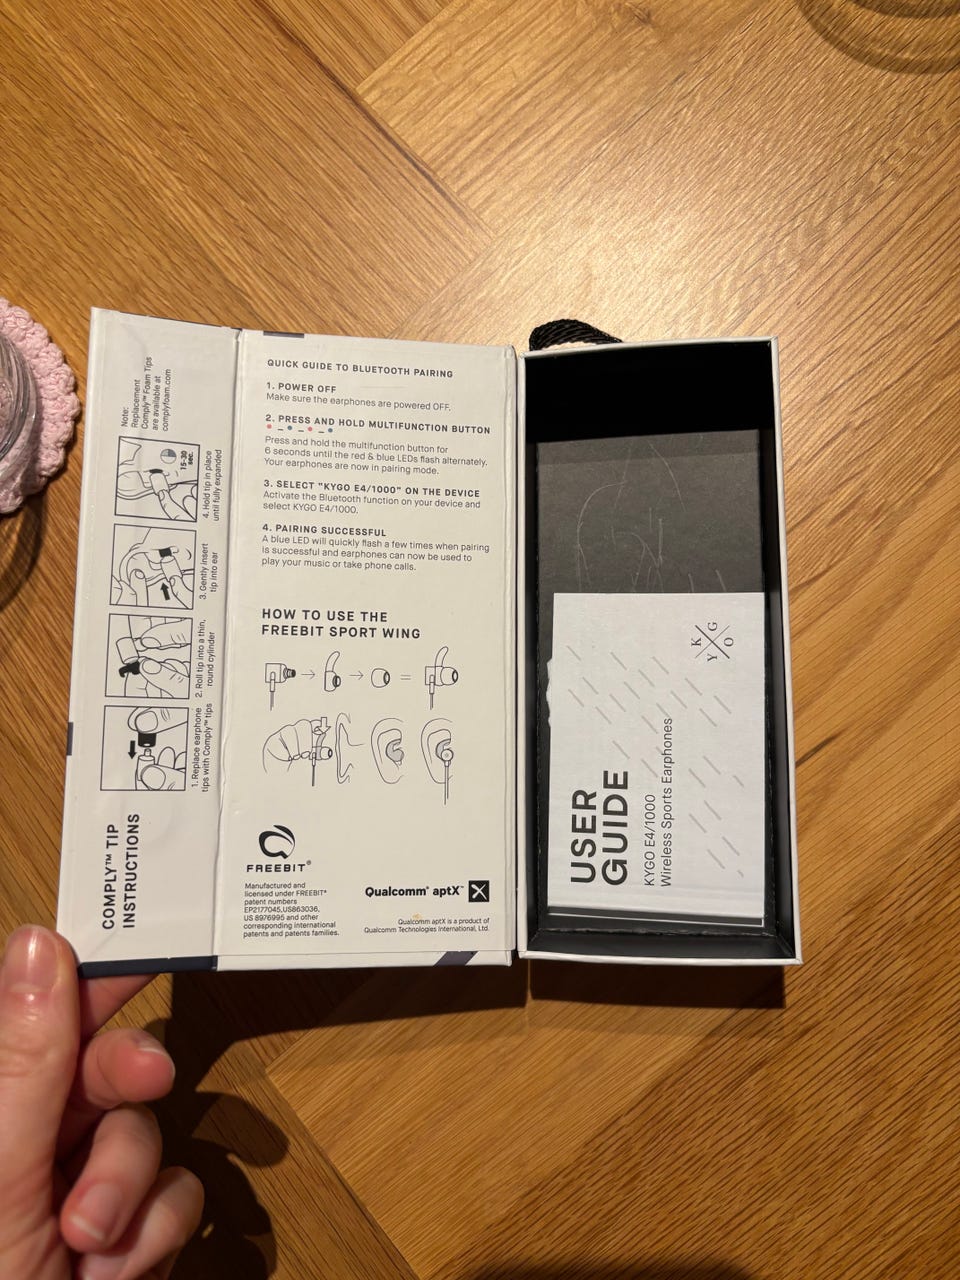 COMPLY™ TIP
INSTRUCTIONS
1. Replace earphone
tips with Comply™ tips
2. Roll tip into a thin,
round cylinder
3. Gently insert
tip into ear
15-30
sec.
4. Hold tip in place
until fully expanded
Note:
Replacement
Comply™ Foam Tips
are available at
complyfoam.com
QUICK GUIDE TO BLUETOOTH PAIRING
1. POWER OFF
Make sure the earphones are powered OFF.
2. PRESS AND HOLD MULTIFUNCTION BUTTON
Press and hold the multifunction button for
6 seconds until the red & blue LEDs flash alternately.
Your earphones are now in pairing mode.
3. SELECT "KYGO E4/1000" ON THE DEVICE
Activate the Bluetooth function on your device and
select KYGO E4/1000.
4. PAIRING SUCCESSFUL
A blue LED will quickly flash a few times when pairing
is successful and earphones can now be used to
play your music or take phone calls.
HOW TO USE THE
FREEBIT SPORT WING
FREEBIT®
Manufactured and
licensed under FREEBIT®
patent numbers
EP2177045,US863036,
US 8976995 and other
corresponding international
patents and patents families.
Qualcomm® aptX™
Qualcomm aptX is a product of
Qualcomm Technologies International, Ltd.
USER
GUIDE
KYGO E4/1000
Wireless Sports Earphones
KYGO